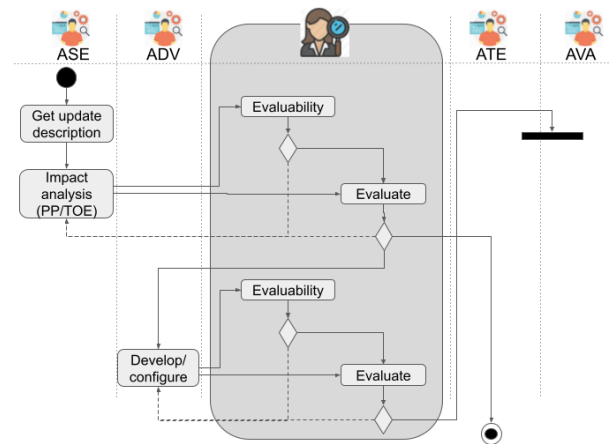 ASE
ADV
ATE
AVA
Get update
description
Evaluability
Impact
analysis
(PP/TOE)
Evaluate
Evaluability
Develop/
configure
Evaluate